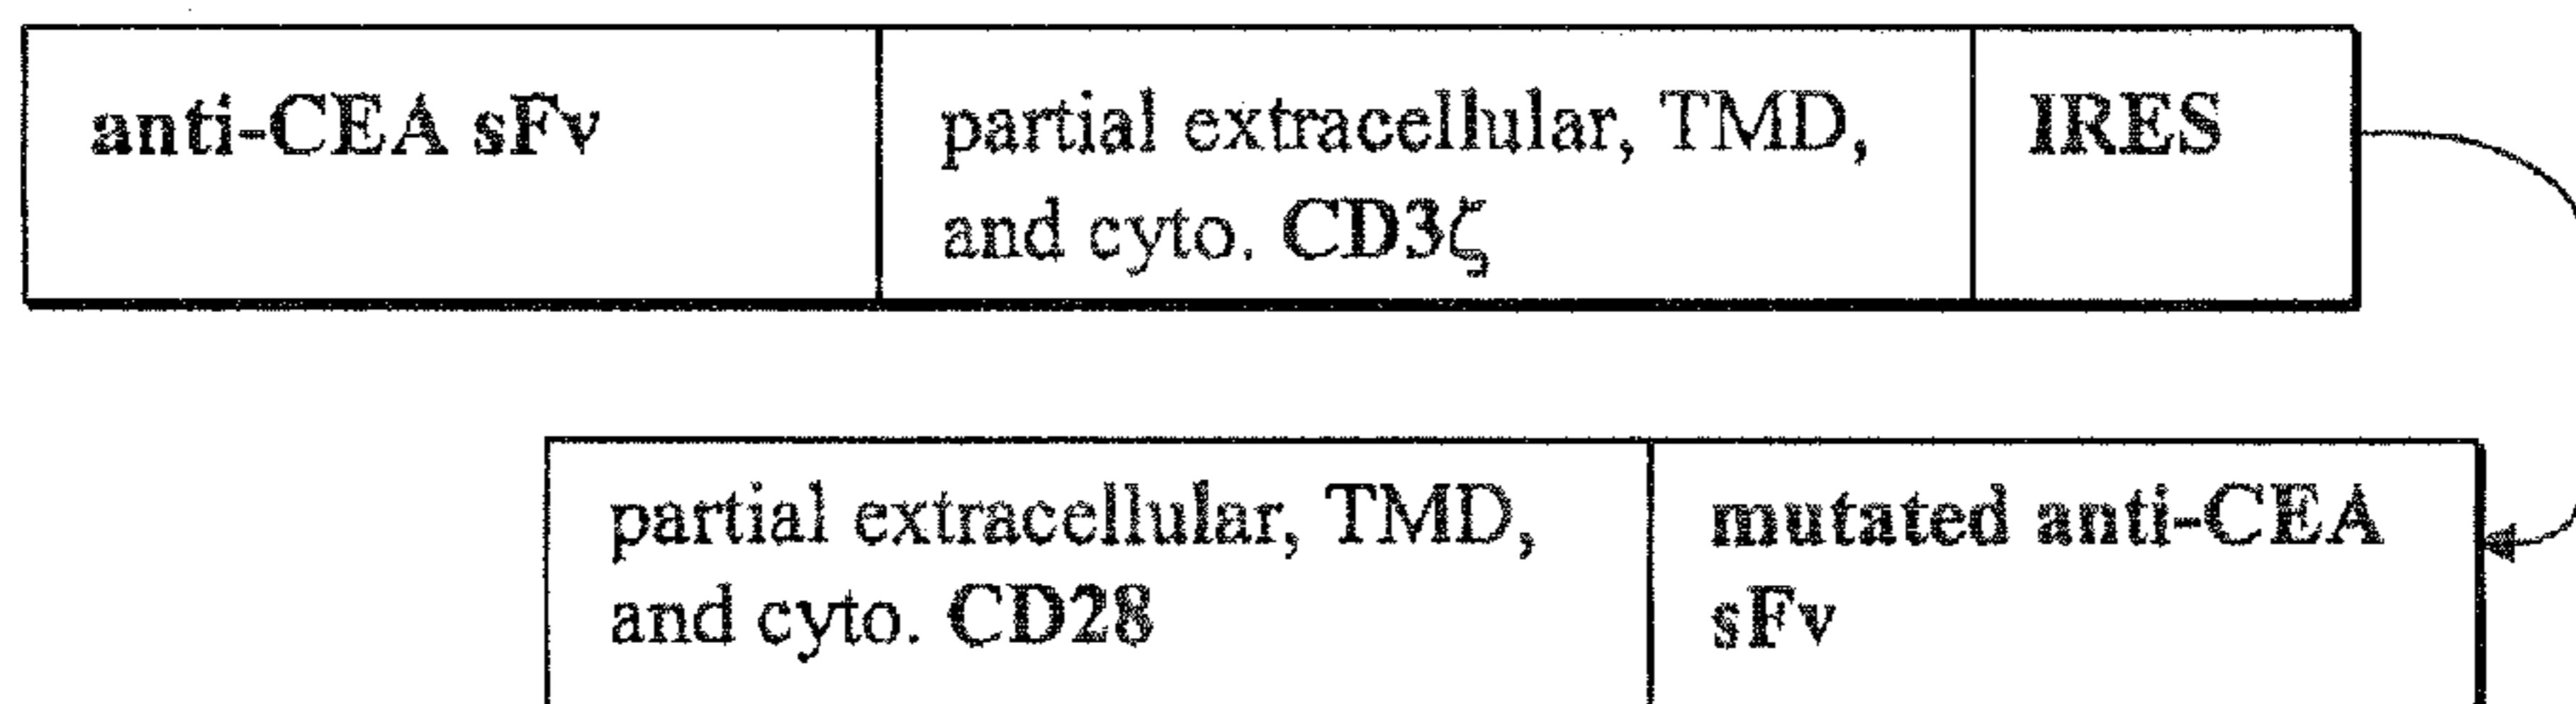 anti-CEA sFv
partial extracellular, TMD,
and cyto. CD3ζ
IRES
partial extracellular, TMD,
and cyto. CD28
mutated anti-CEA
sFv